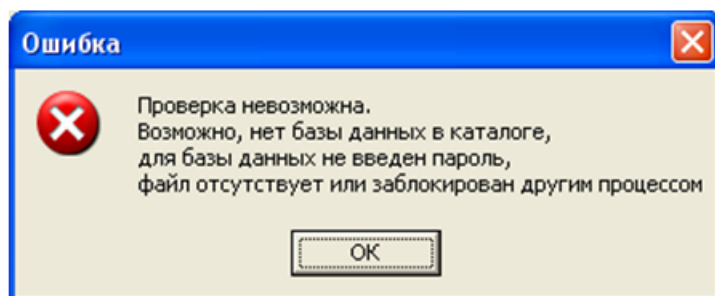 Ошибка
Проверка невозможна.
Возможно, нет базы данных в каталоге,
для базы данных не введен пароль,
файл отсутствует или заблокирован другим процессом
OK